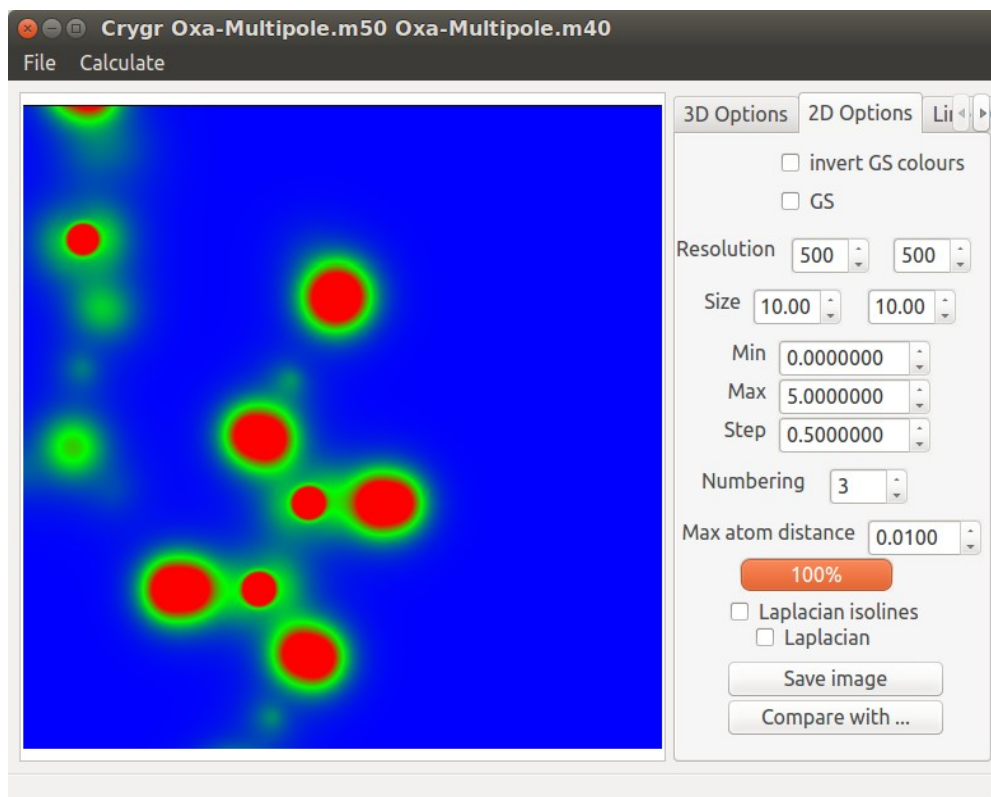 Crygr Oxa-Multipole.m50 Oxa-Multipole.m40
File Calculate
3D Options 2D Options
invert GS colours
GS
Resolution 500 500
Size 10.00 10.00
Min 0.0000000
Max 5.0000000
Step 0.5000000
Numbering 3
Max atom distance 0.0100
100%
Laplacian isolines
Laplacian
Save image
Compare with ...